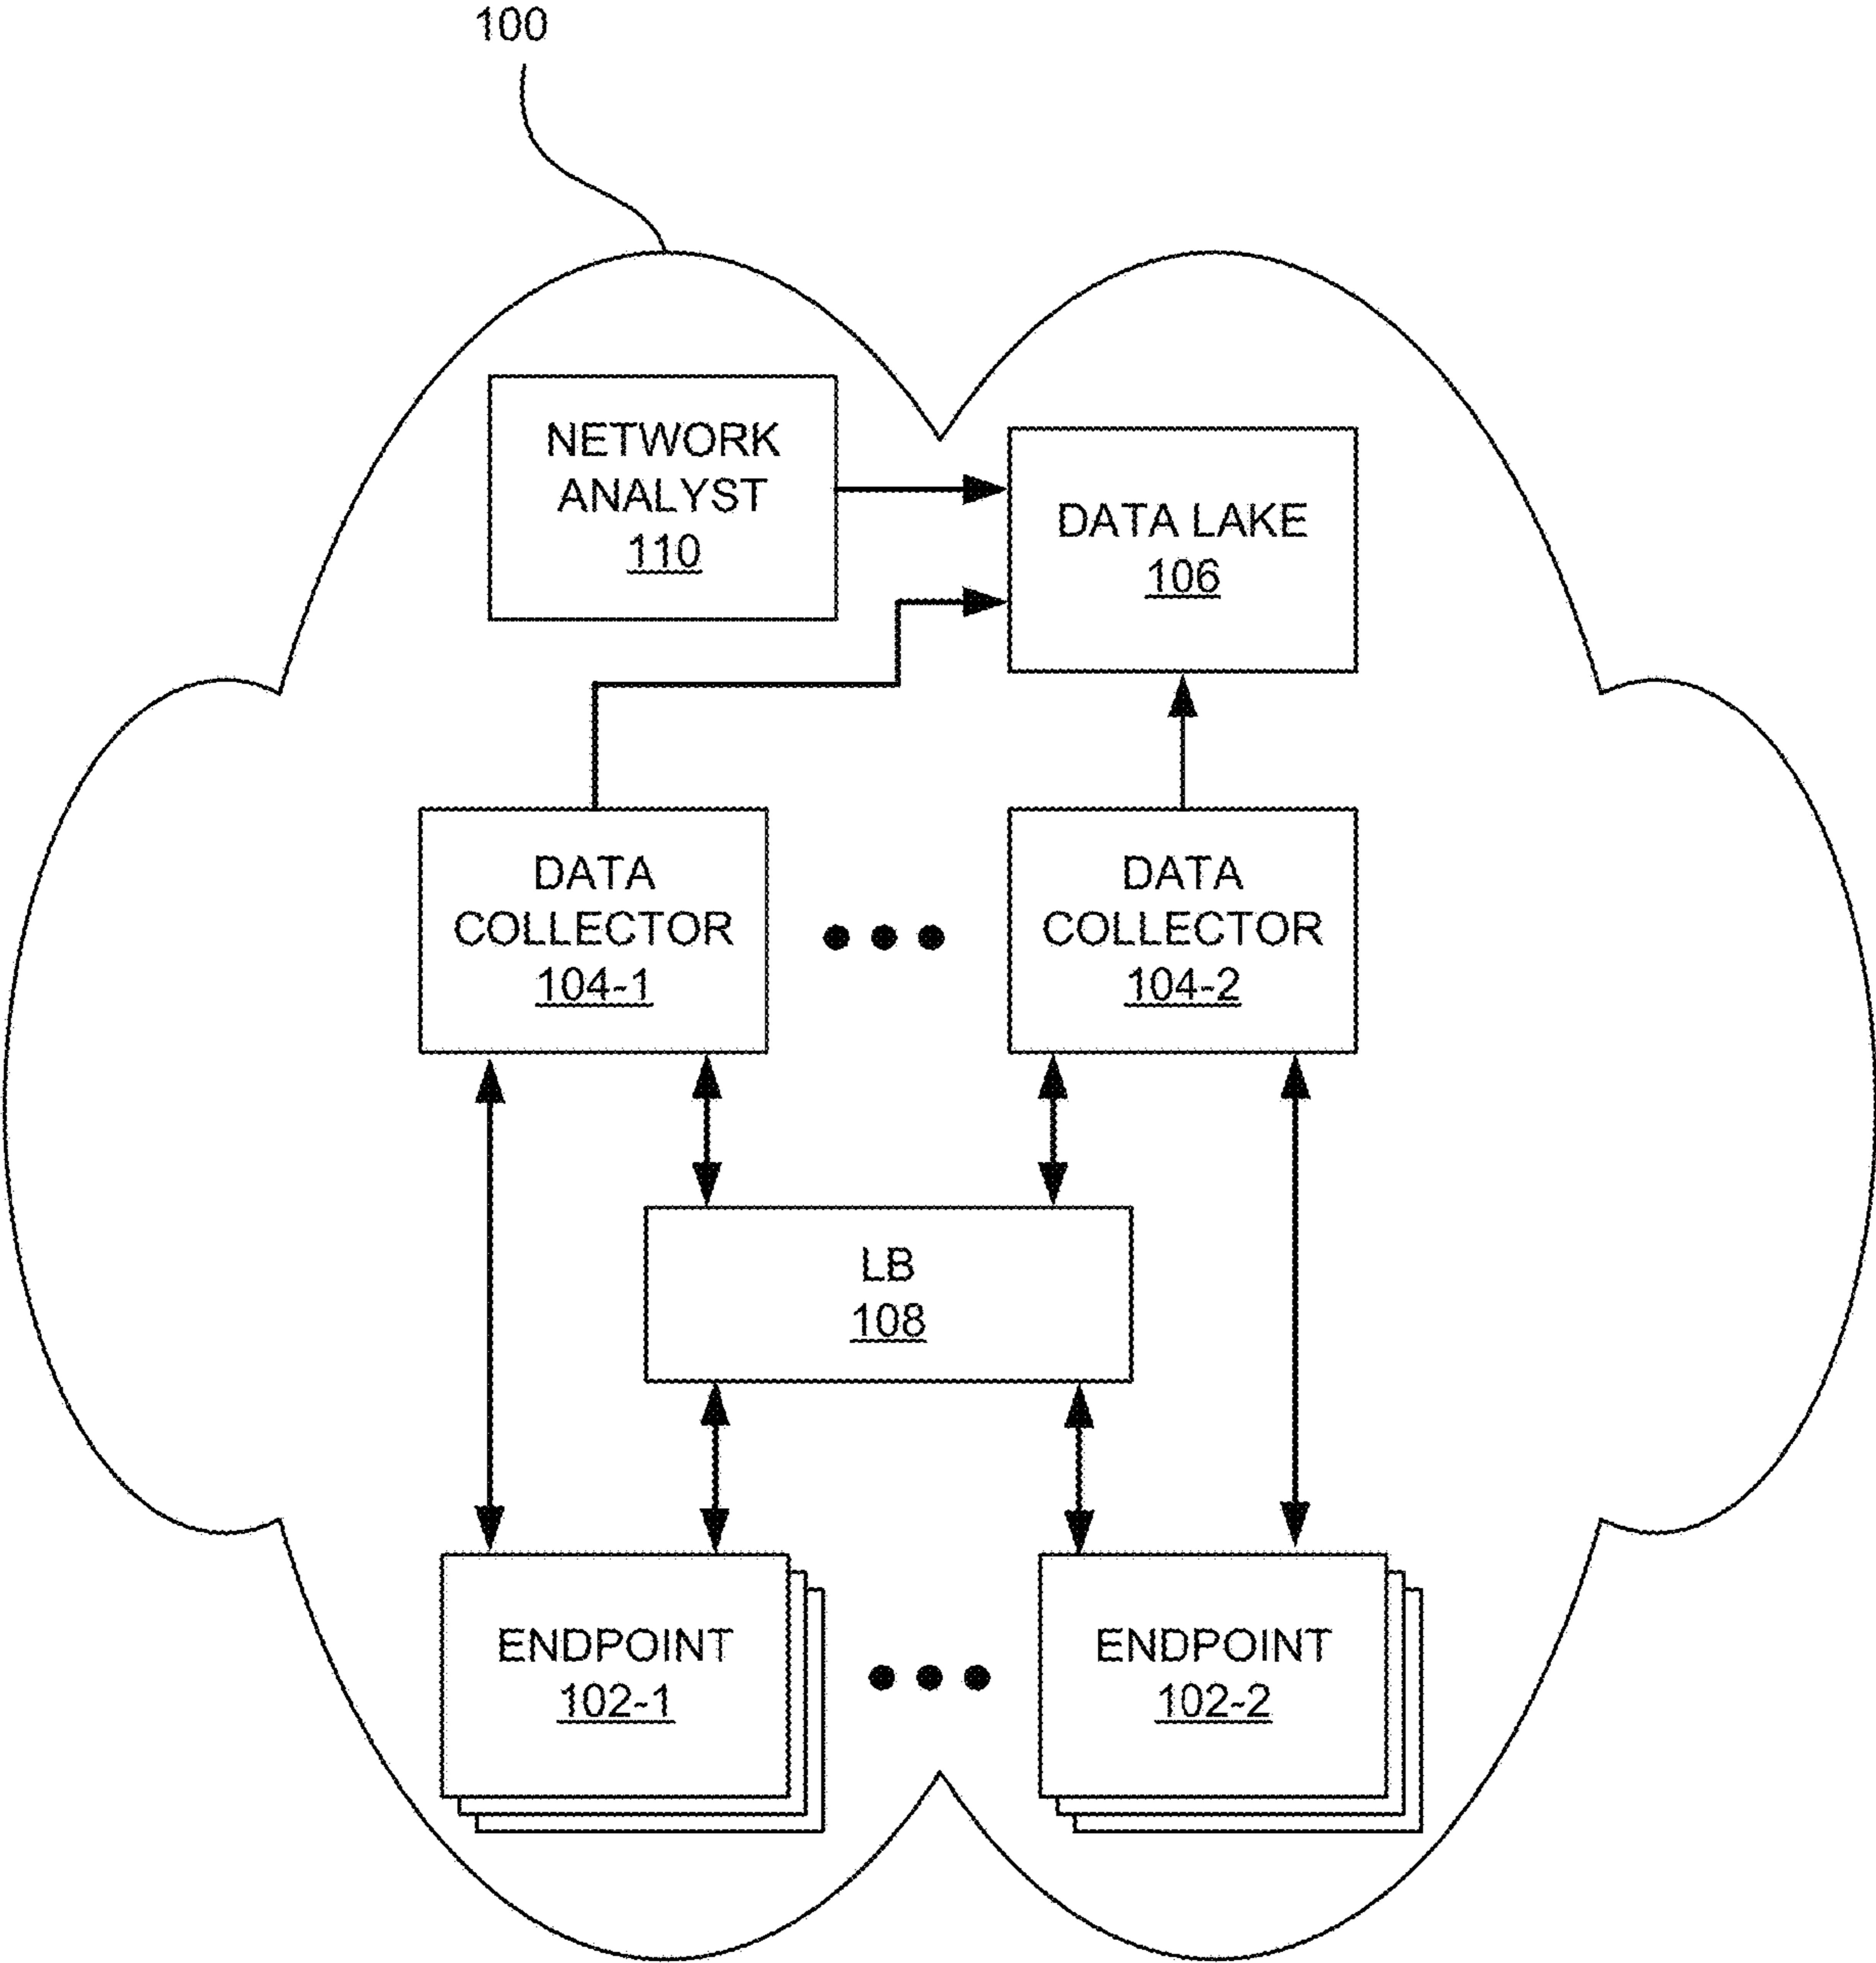 100
NETWORK
ANALYST
110
DATA LAKE
106
DATA
COLLECTOR
104-1
DATA
COLLECTOR
104-2
LB
108
ENDPOINT
102-1
ENDPOINT
102-2